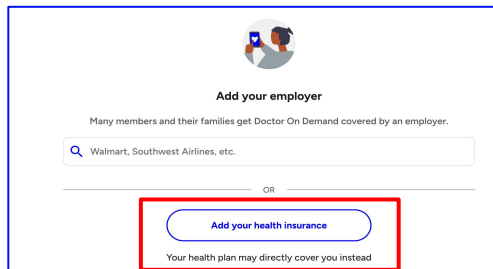 Add your employer
Many members and their families get Doctor On Demand covered by an employer.
Walmart, Southwest Airlines, etc.
OR
Add your health insurance
Your health plan may directly cover you instead